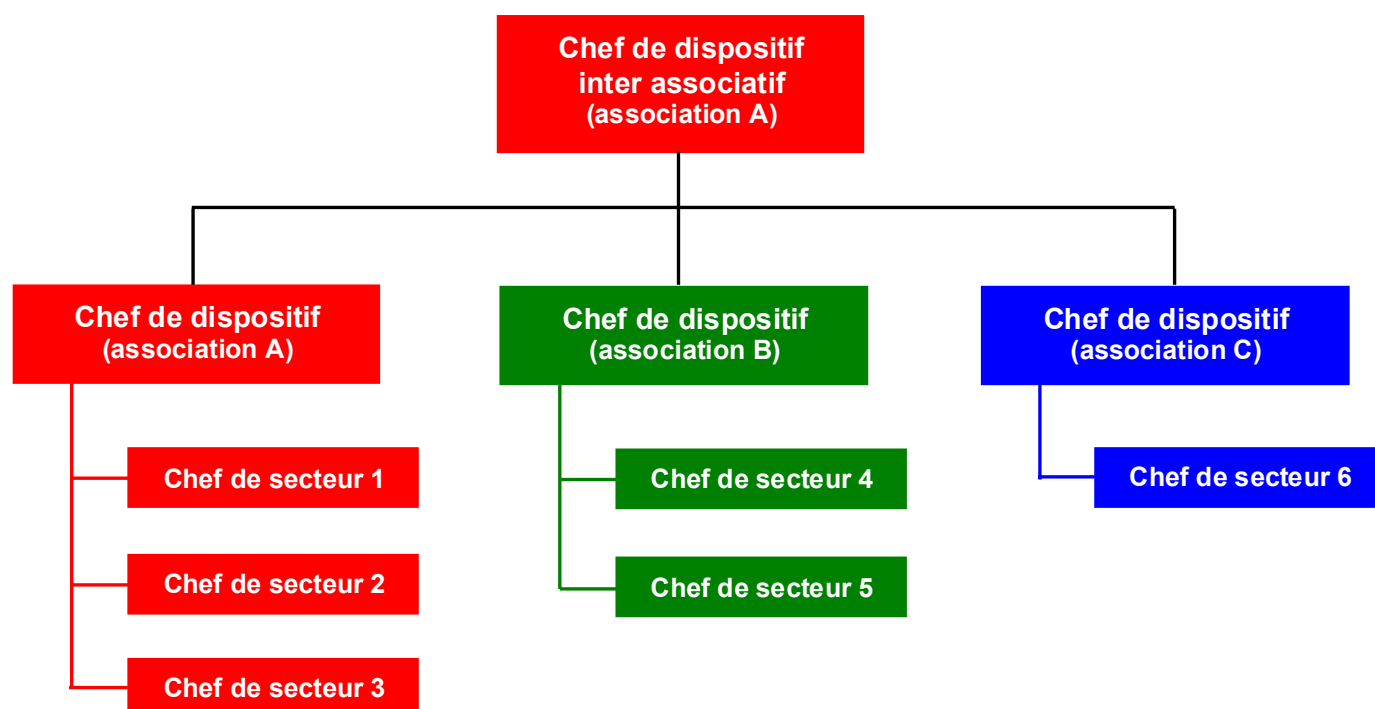 Chef de dispositif
inter associatif
(association A)
Chef de dispositif
(association A)
Chef de dispositif
(association B)
Chef de dispositif
(association C)
Chef de secteur 1
Chef de secteur 2
Chef de secteur 3
Chef de secteur 4
Chef de secteur 5
Chef de secteur 6